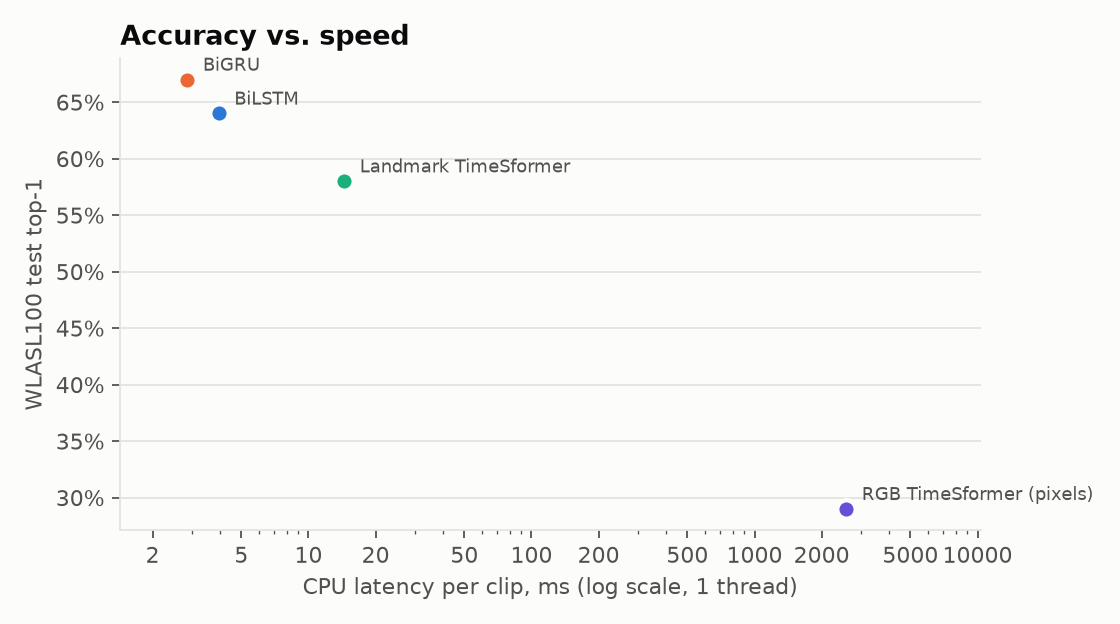 Accuracy vs. speed
BiGRU
65%
BiLSTM
60%
Landmark TimeSformer
55%
50%
45%
40%
35%
30%
RGB TimeSformer (pixels)
WLASL100 test top-1
2 5 10 20 50 100 200 500 1000 2000 5000 10000
CPU latency per clip, ms (log scale, 1 thread)